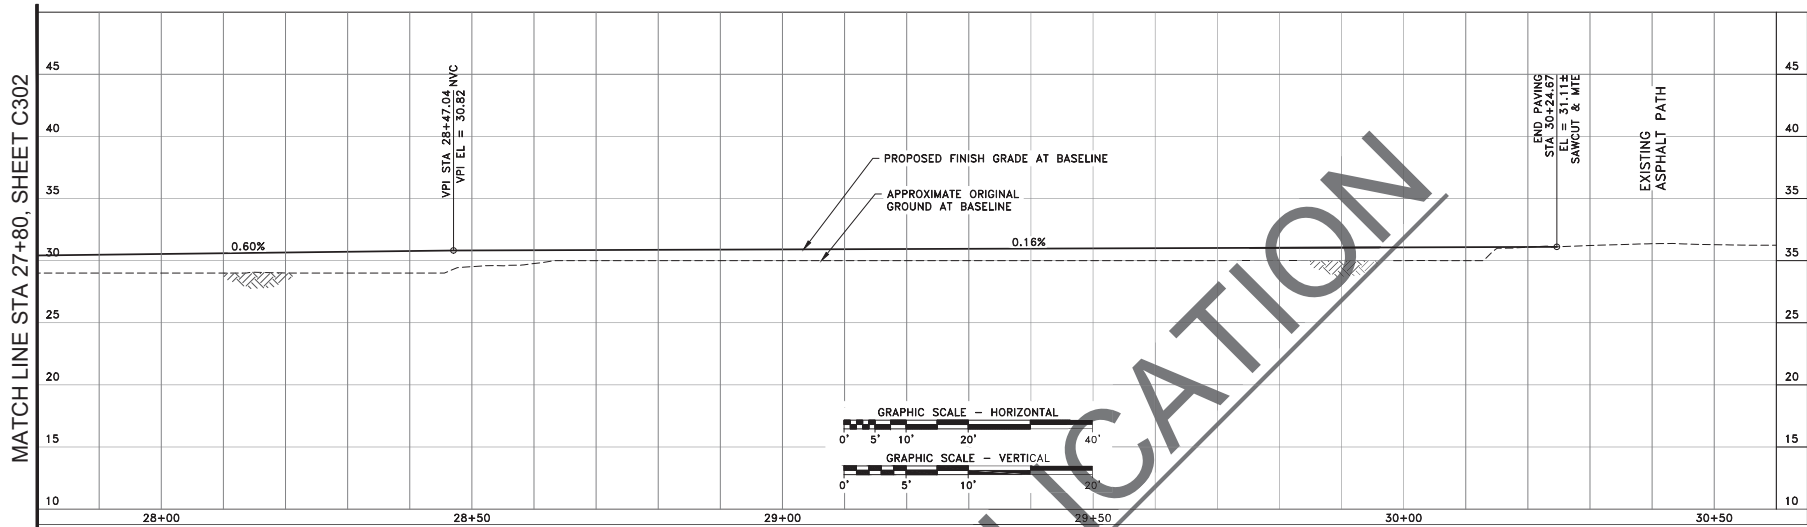 MATCH LINE STA 27+80, SHEET C302
45
40
35
30
25
20
15
10
VPI STA 28+47.04
VPI EL = 30.82
NVC
0.60%
PROPOSED FINISH GRADE AT BASELINE
APPROXIMATE ORIGINAL
GROUND AT BASELINE
0.16%
END PAVING
STA 30+24.67
EL = 31.11±
SAWCUT & MTE
EXISTING
ASPHALT PATH
45
40
35
35
25
20
15
10
GRAPHIC SCALE – HORIZONTAL
0' 5' 10' 20' 40'
GRAPHIC SCALE – VERTICAL
0' 5' 10' 20'
ICATION
28+00 28+50 29+00 29+50 30+00 30+50